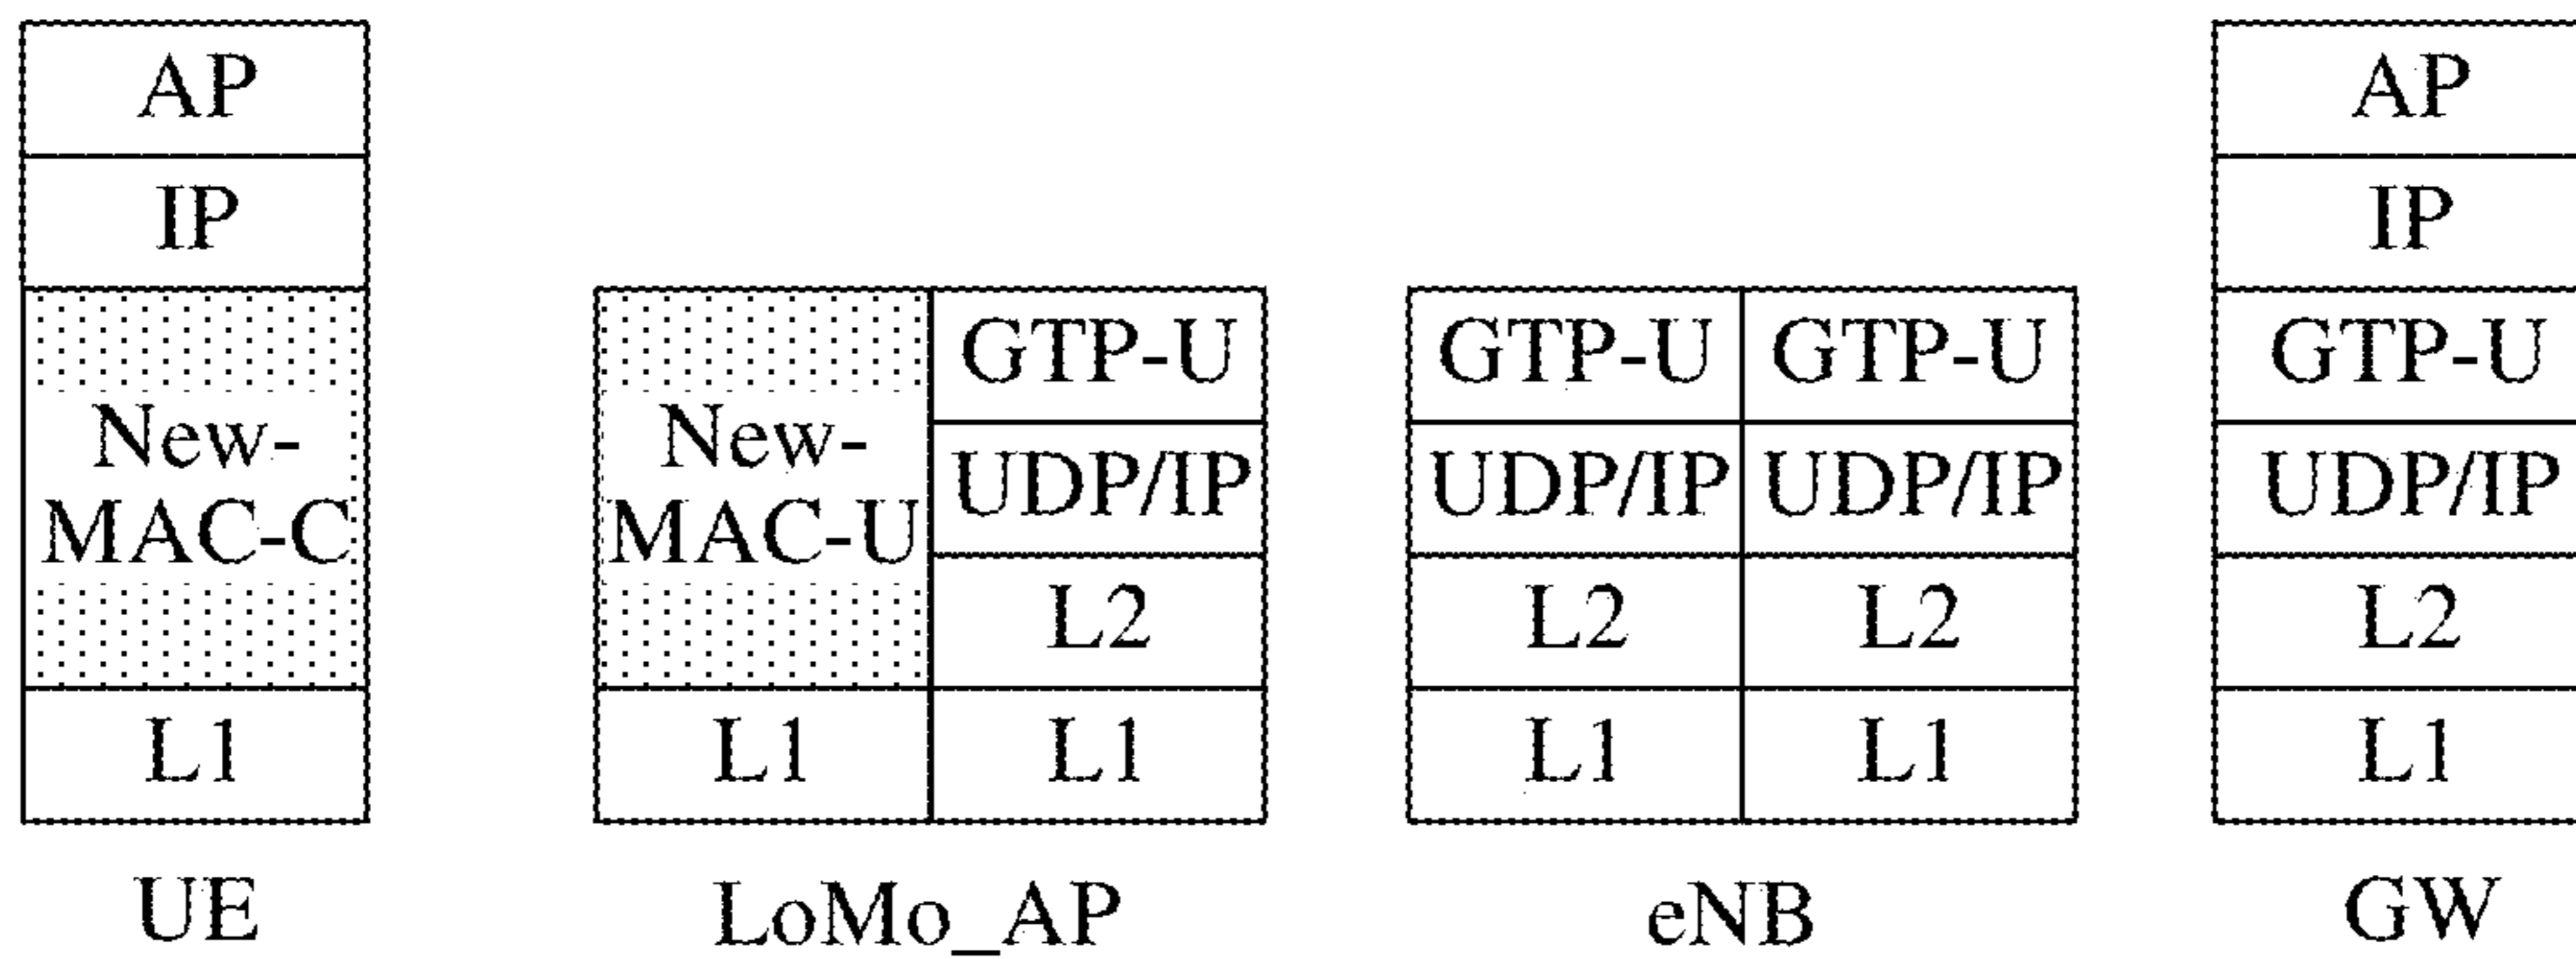 AP
IP
New-
MAC-C
L1
UE
New-
MAC-U
L1
GTP-U
UDP/IP
L2
L1
LoMo_AP
GTP-U
UDP/IP
L2
L1
GTP-U
UDP/IP
L2
L1
eNB
AP
IP
GTP-U
UDP/IP
L2
L1
GW